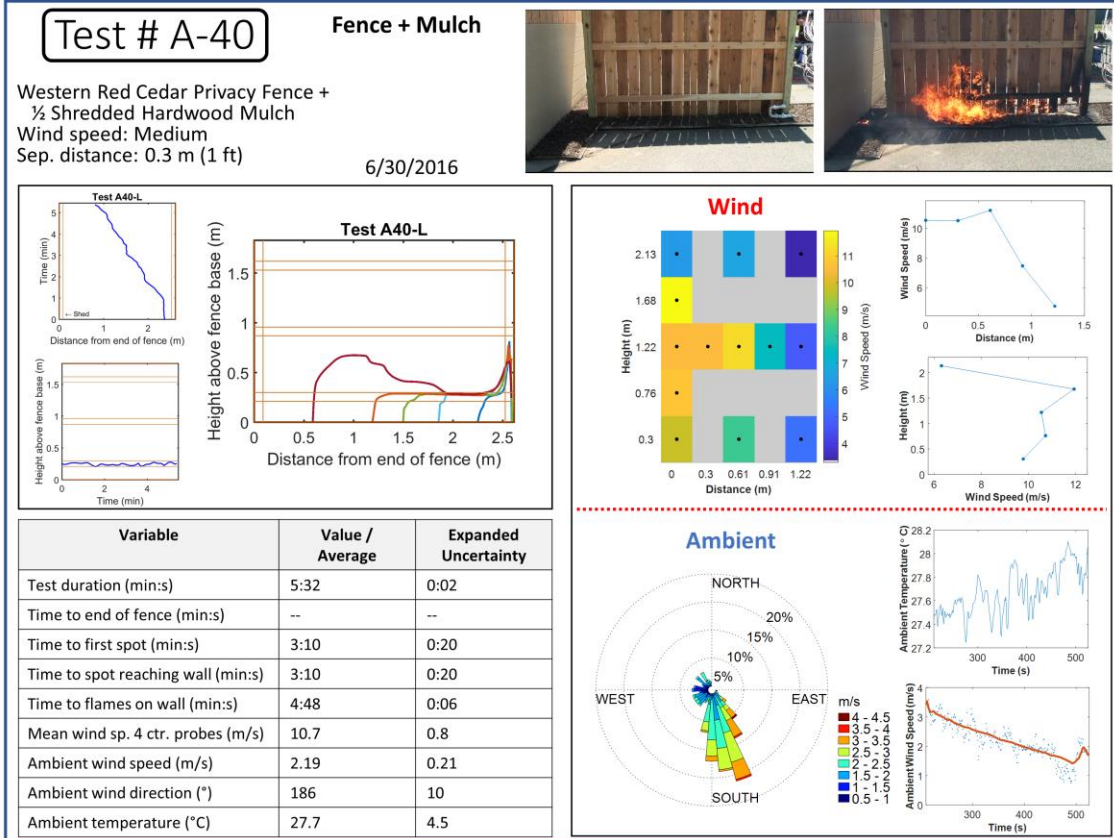 Test # A-40
Fence + Mulch
Western Red Cedar Privacy Fence +
½ Shredded Hardwood Mulch
Wind speed: Medium
Sep. distance: 0.3 m (1 ft)
6/30/2016
Test A40-L
Time (min)
5
4
3
2
1
0
← Shed
0 1 2
Distance from end of fence (m)
Height above fence base (m)
1.5
1
0.5
0
0 2 4
Time (min)
Test A40-L
Height above fence base (m)
1.5
1
0.5
0
0 0.5 1 1.5 2 2.5
Distance from end of fence (m)
Variable Value / Average Expanded Uncertainty
Test duration (min:s) 5:32 0:02
Time to end of fence (min:s) -- --
Time to first spot (min:s) 3:10 0:20
Time to spot reaching wall (min:s) 3:10 0:20
Time to flames on wall (min:s) 4:48 0:06
Mean wind sp. 4 ctr. probes (m/s) 10.7 0.8
Ambient wind speed (m/s) 2.19 0.21
Ambient wind direction (°) 186 10
Ambient temperature (°C) 27.7 4.5
Wind
Height (m)
2.13
1.68
1.22
0.76
0.3
0 0.3 0.61 0.91 1.22
Distance (m)
11
10
9
8
7
6
5
4
Wind Speed (m/s)
Wind Speed (m/s)
10
8
6
0 0.5 1 1.5
Distance (m)
Height (m)
2
1.5
1
0.5
0
6 8 10 12
Wind Speed (m/s)
Ambient
NORTH
20%
15%
10%
5%
WEST
EAST
SOUTH
m/s
4 - 4.5
3.5 - 4
3 - 3.5
2.5 - 3
2 - 2.5
1.5 - 2
1 - 1.5
0.5 - 1
Ambient Temperature (° C)
28.2
28
27.8
27.6
27.4
27.2
300 400 500
Time (s)
Ambient Wind Speed (m/s)
4
3
2
1
0
300 400 500
Time (s)